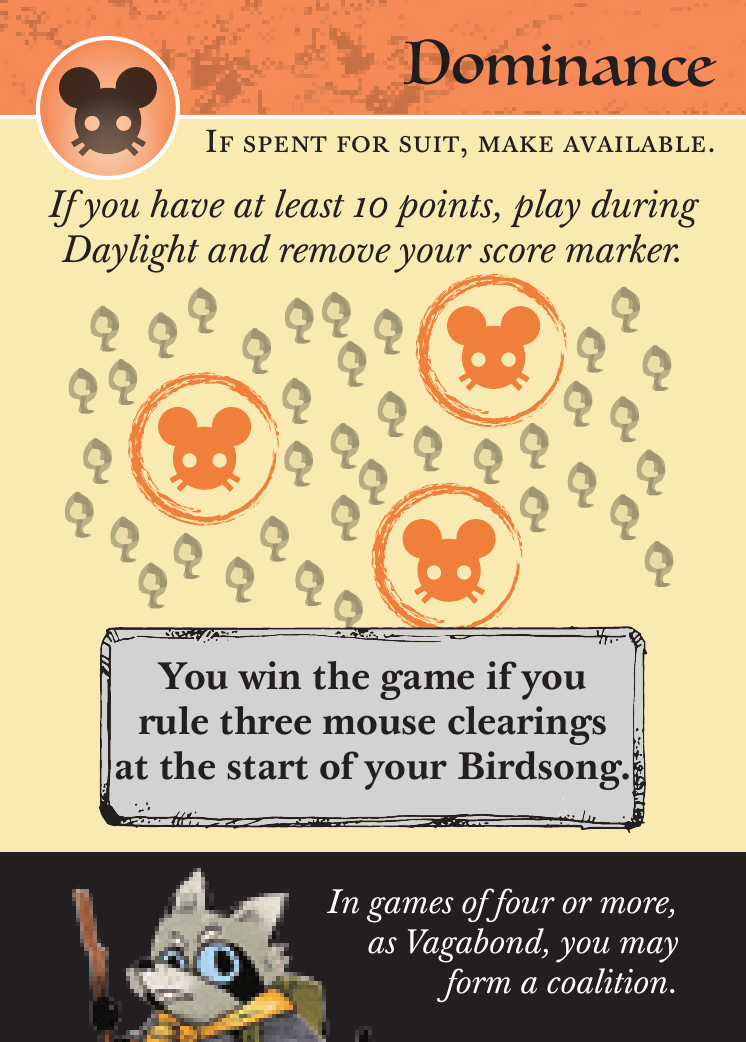 Dominance
If spent for suit, make available.
If you have at least 10 points, play during
Daylight and remove your score marker.
You win the game if you
rule three mouse clearings
at the start of your Birdsong.
In games of four or more,
as Vagabond, you may
form a coalition.